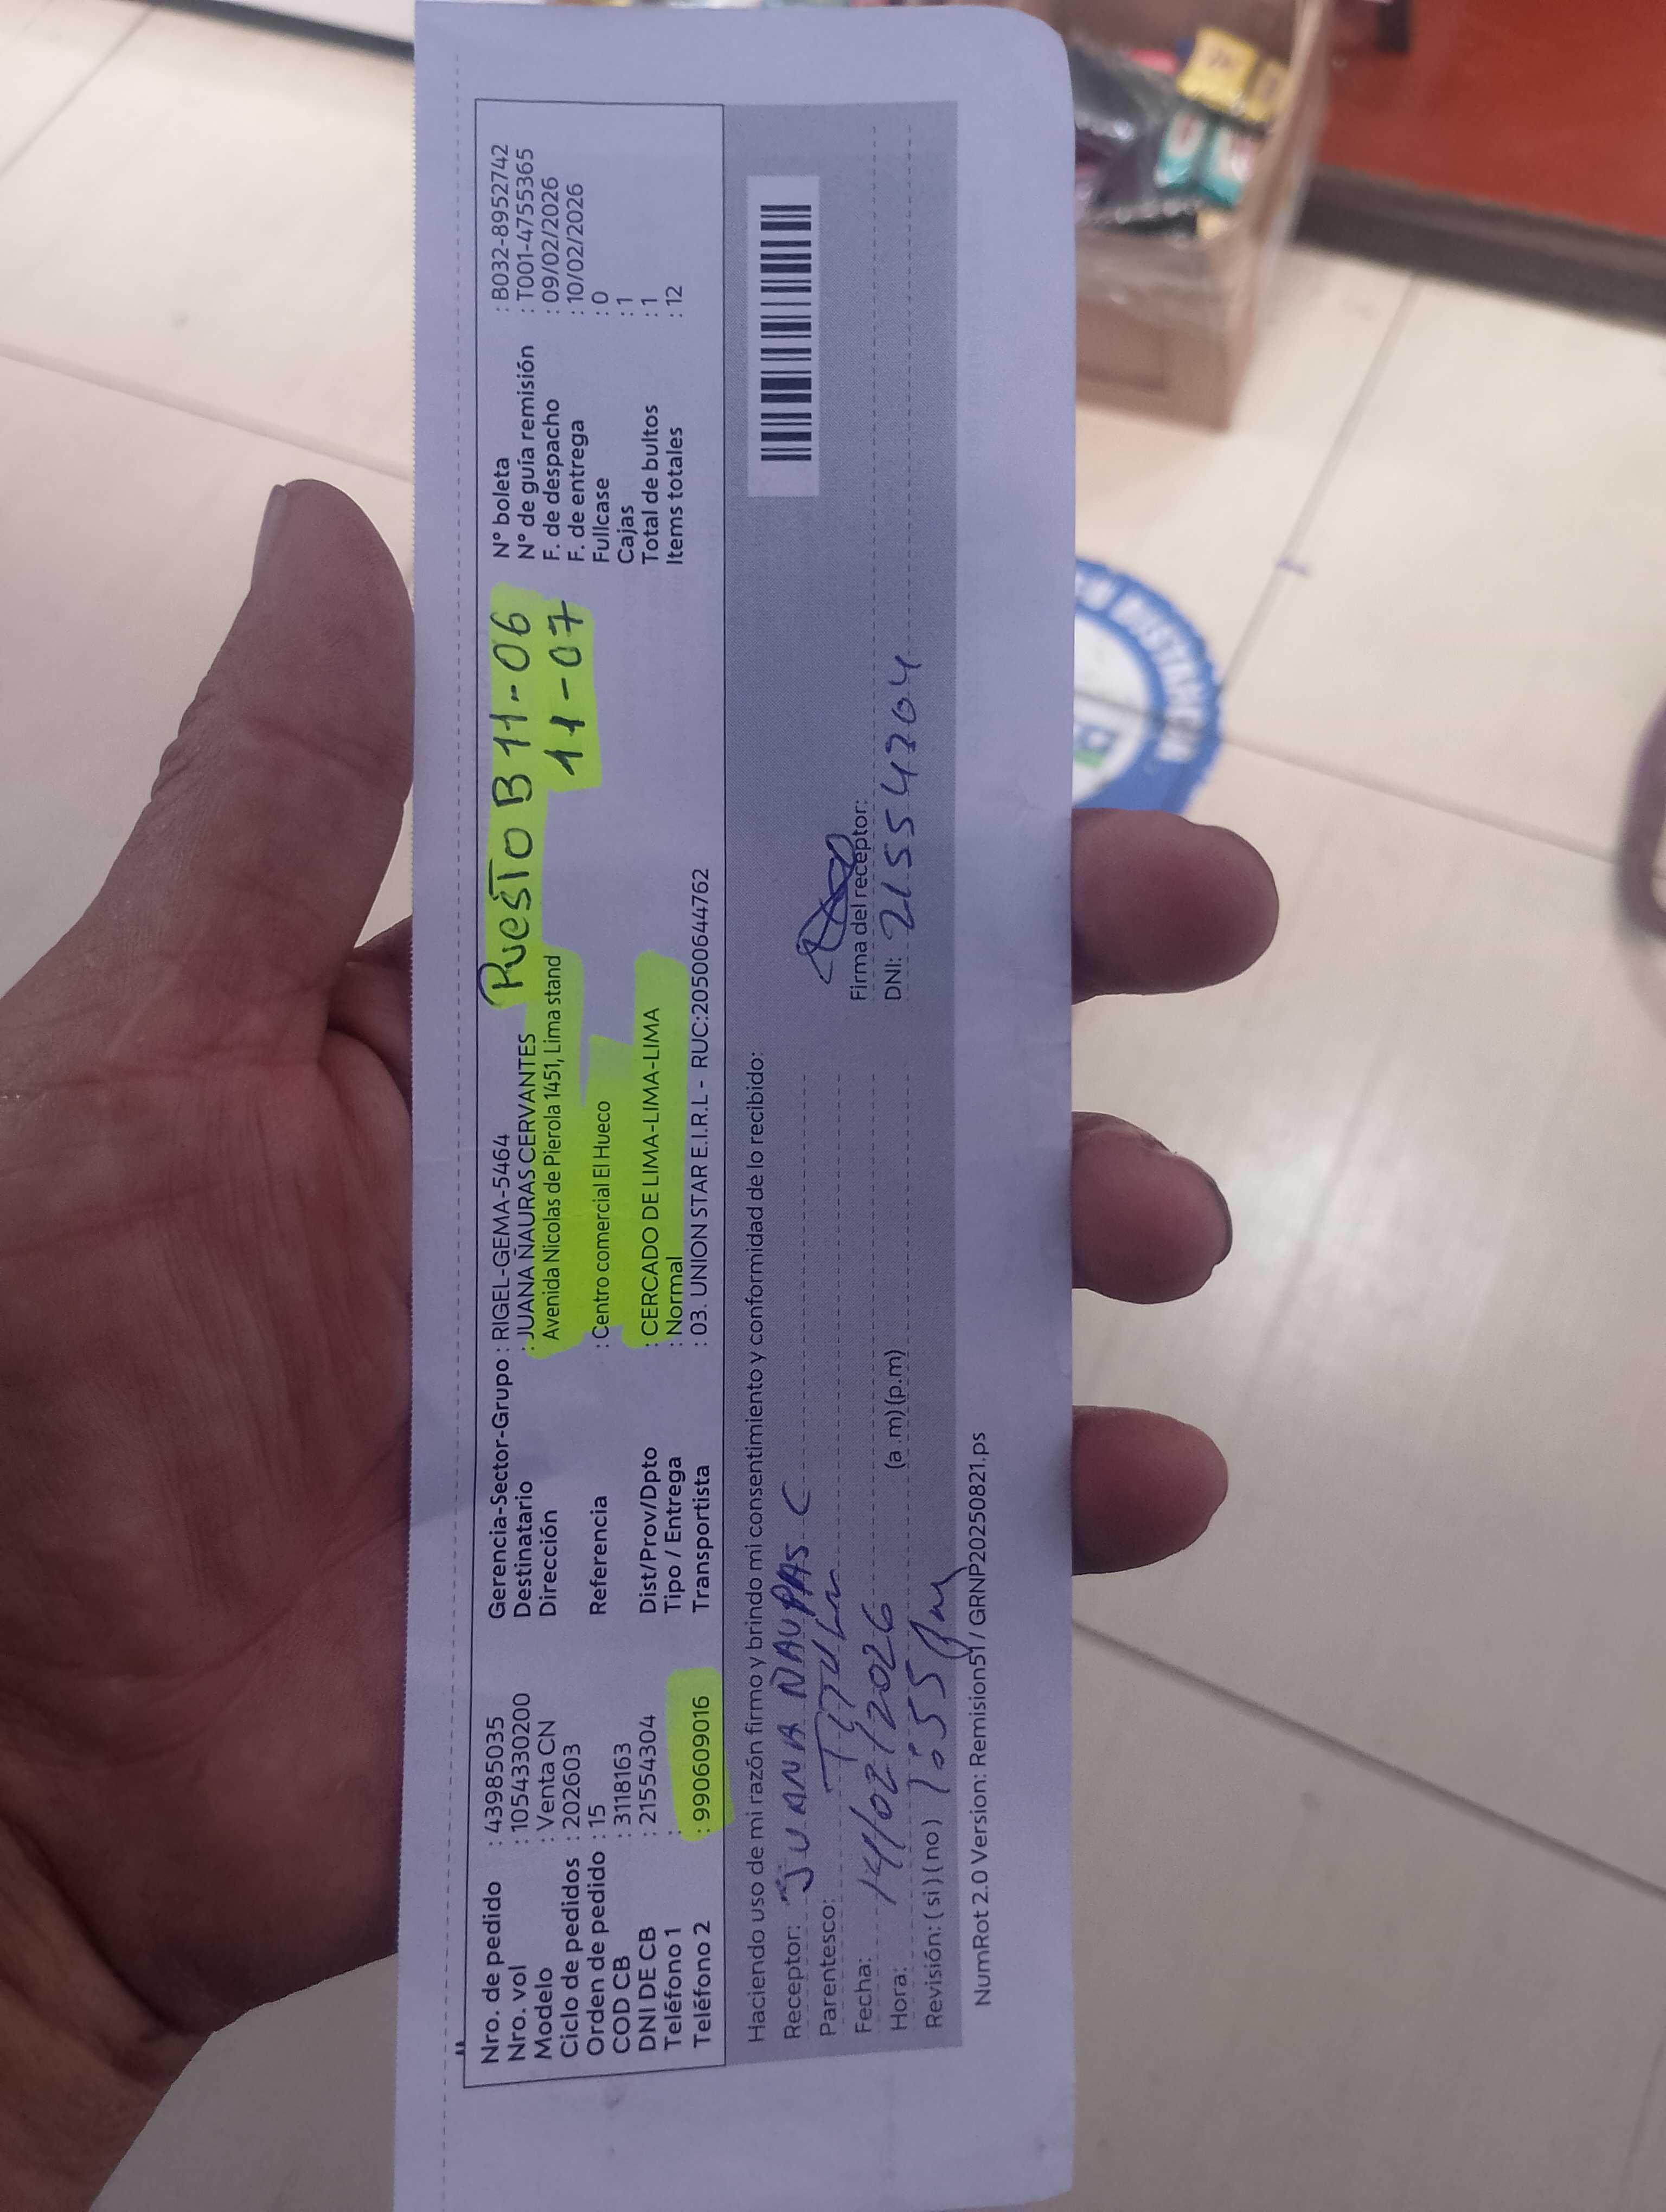 Nro. de pedido : 43985035
Nro. vol : 1054330200
Modelo : Venta CN
Ciclo de pedidos : 202603
Orden de pedido : 15
COD CB : 3118163
DNI DE CB : 21554304
Teléfono 1 :
Teléfono 2 : 990609016
Gerencia-Sector-Grupo : RIGEL-GEMA-5464
Destinatario : JUANA ÑAURAS CERVANTES
Dirección : Avenida Nicolas de Pierola 1451, Lima stand
Puesto B 11-06
11-07
Referencia : Centro comercial El Hueco
Dist/Prov/Dpto : CERCADO DE LIMA-LIMA-LIMA
Tipo / Entrega : Normal
Transportista : 03. UNION STAR E.I.R.L - RUC:20500644762
N° boleta : B032-8952742
N° de guía remisión : T001-4755365
F. de despacho : 09/02/2026
F. de entrega : 10/02/2026
Fullcase : 0
Cajas : 1
Total de bultos : 1
Items totales : 12
Haciendo uso de mi razón firmo y brindo mi consentimiento y conformidad de lo recibido:
Receptor: JUANA ÑAUPAS C
Parentesco:
Fecha: 14/02/2026
Hora: 1:55 pm (a .m) (p.m)
Revisión: ( si ) ( no )
Firma del receptor:
DNI: 21554304
NumRot 2.0 Version: Remision51 / GRNP20250821.ps
DISTANCIA